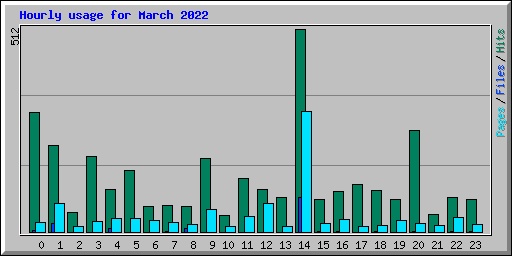 Hourly usage for March 2022
512
Pages/Files/Hits
0 1 2 3 4 5 6 7 8 9 10 11 12 13 14 15 16 17 18 19 20 21 22 23